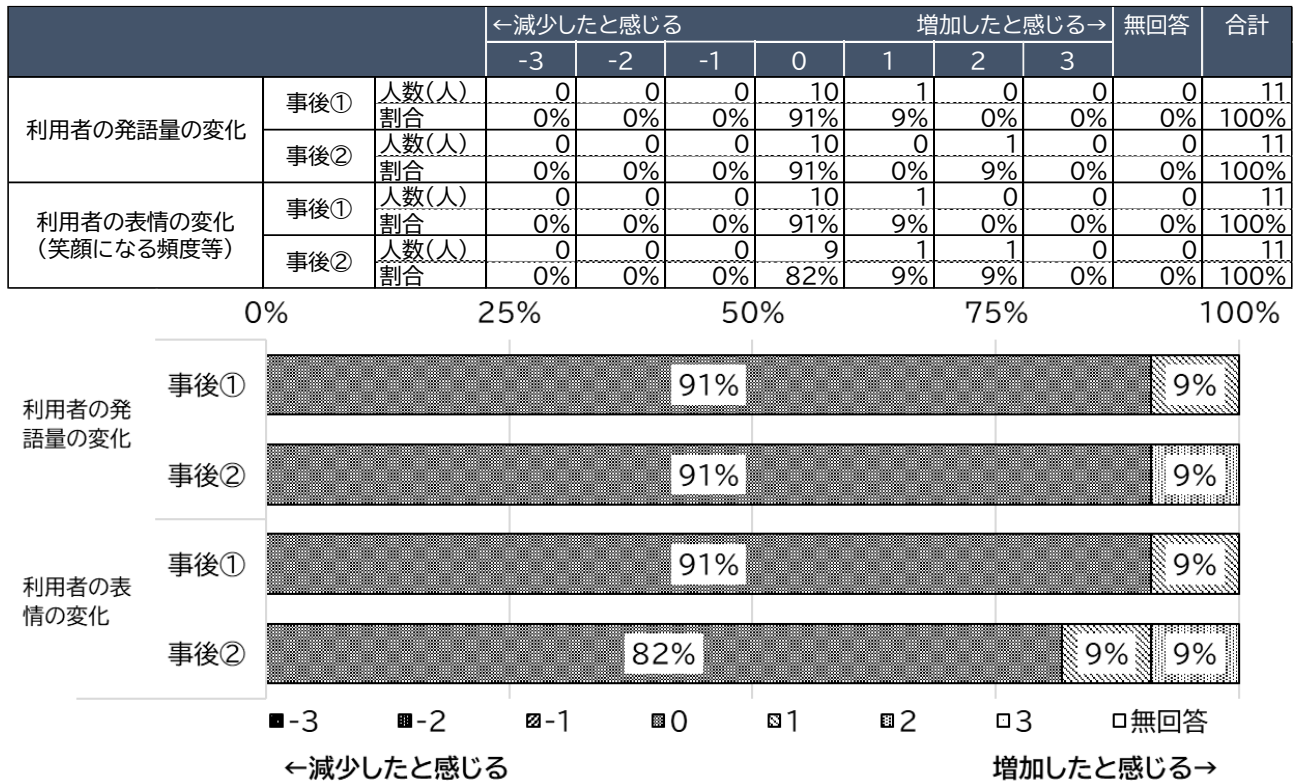 ←減少したと感じる 増加したと感じる→ 無回答 合計
-3 -2 -1 0 1 2 3
利用者の発語量の変化 事後① 人数(人) 0 0 0 10 1 0 0 0 11
割合 0% 0% 0% 91% 9% 0% 0% 0% 100%
事後② 人数(人) 0 0 0 10 0 1 0 0 11
割合 0% 0% 0% 91% 0% 9% 0% 0% 100%
利用者の表情の変化
(笑顔になる頻度等) 事後① 人数(人) 0 0 0 10 1 0 0 0 11
割合 0% 0% 0% 91% 9% 0% 0% 0% 100%
事後② 人数(人) 0 0 0 9 1 1 0 0 11
割合 0% 0% 0% 82% 9% 9% 0% 0% 100%
0% 25% 50% 75% 100%
利用者の発
語量の変化
事後① 91% 9%
事後② 91% 9%
利用者の表
情の変化
事後① 91% 9%
事後② 82% 9% 9%
-3 -2 -1 0 1 2 3 無回答
←減少したと感じる 増加したと感じる→